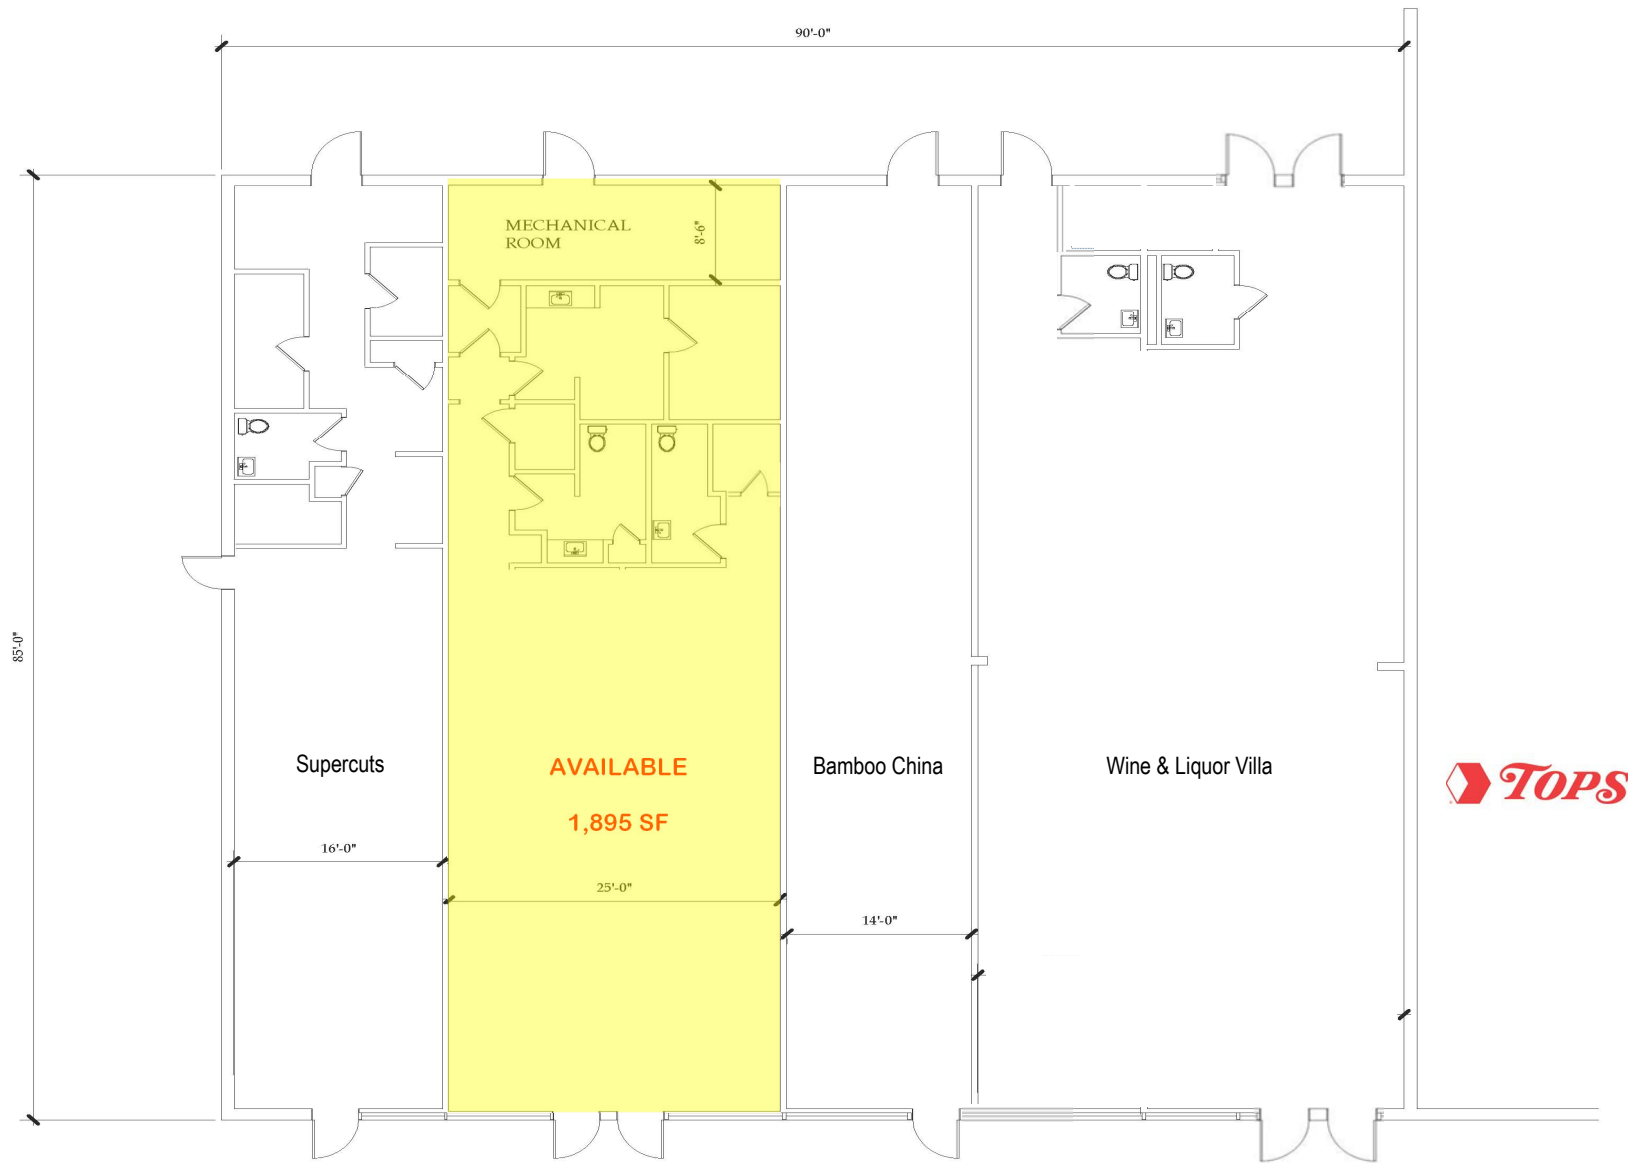 90'-0"
MECHANICAL
ROOM
8'-6"
85'-0"
Supercuts
AVAILABLE
1,895 SF
Bamboo China
Wine & Liquor Villa
TOPS
16'-0"
25'-0"
14'-0"